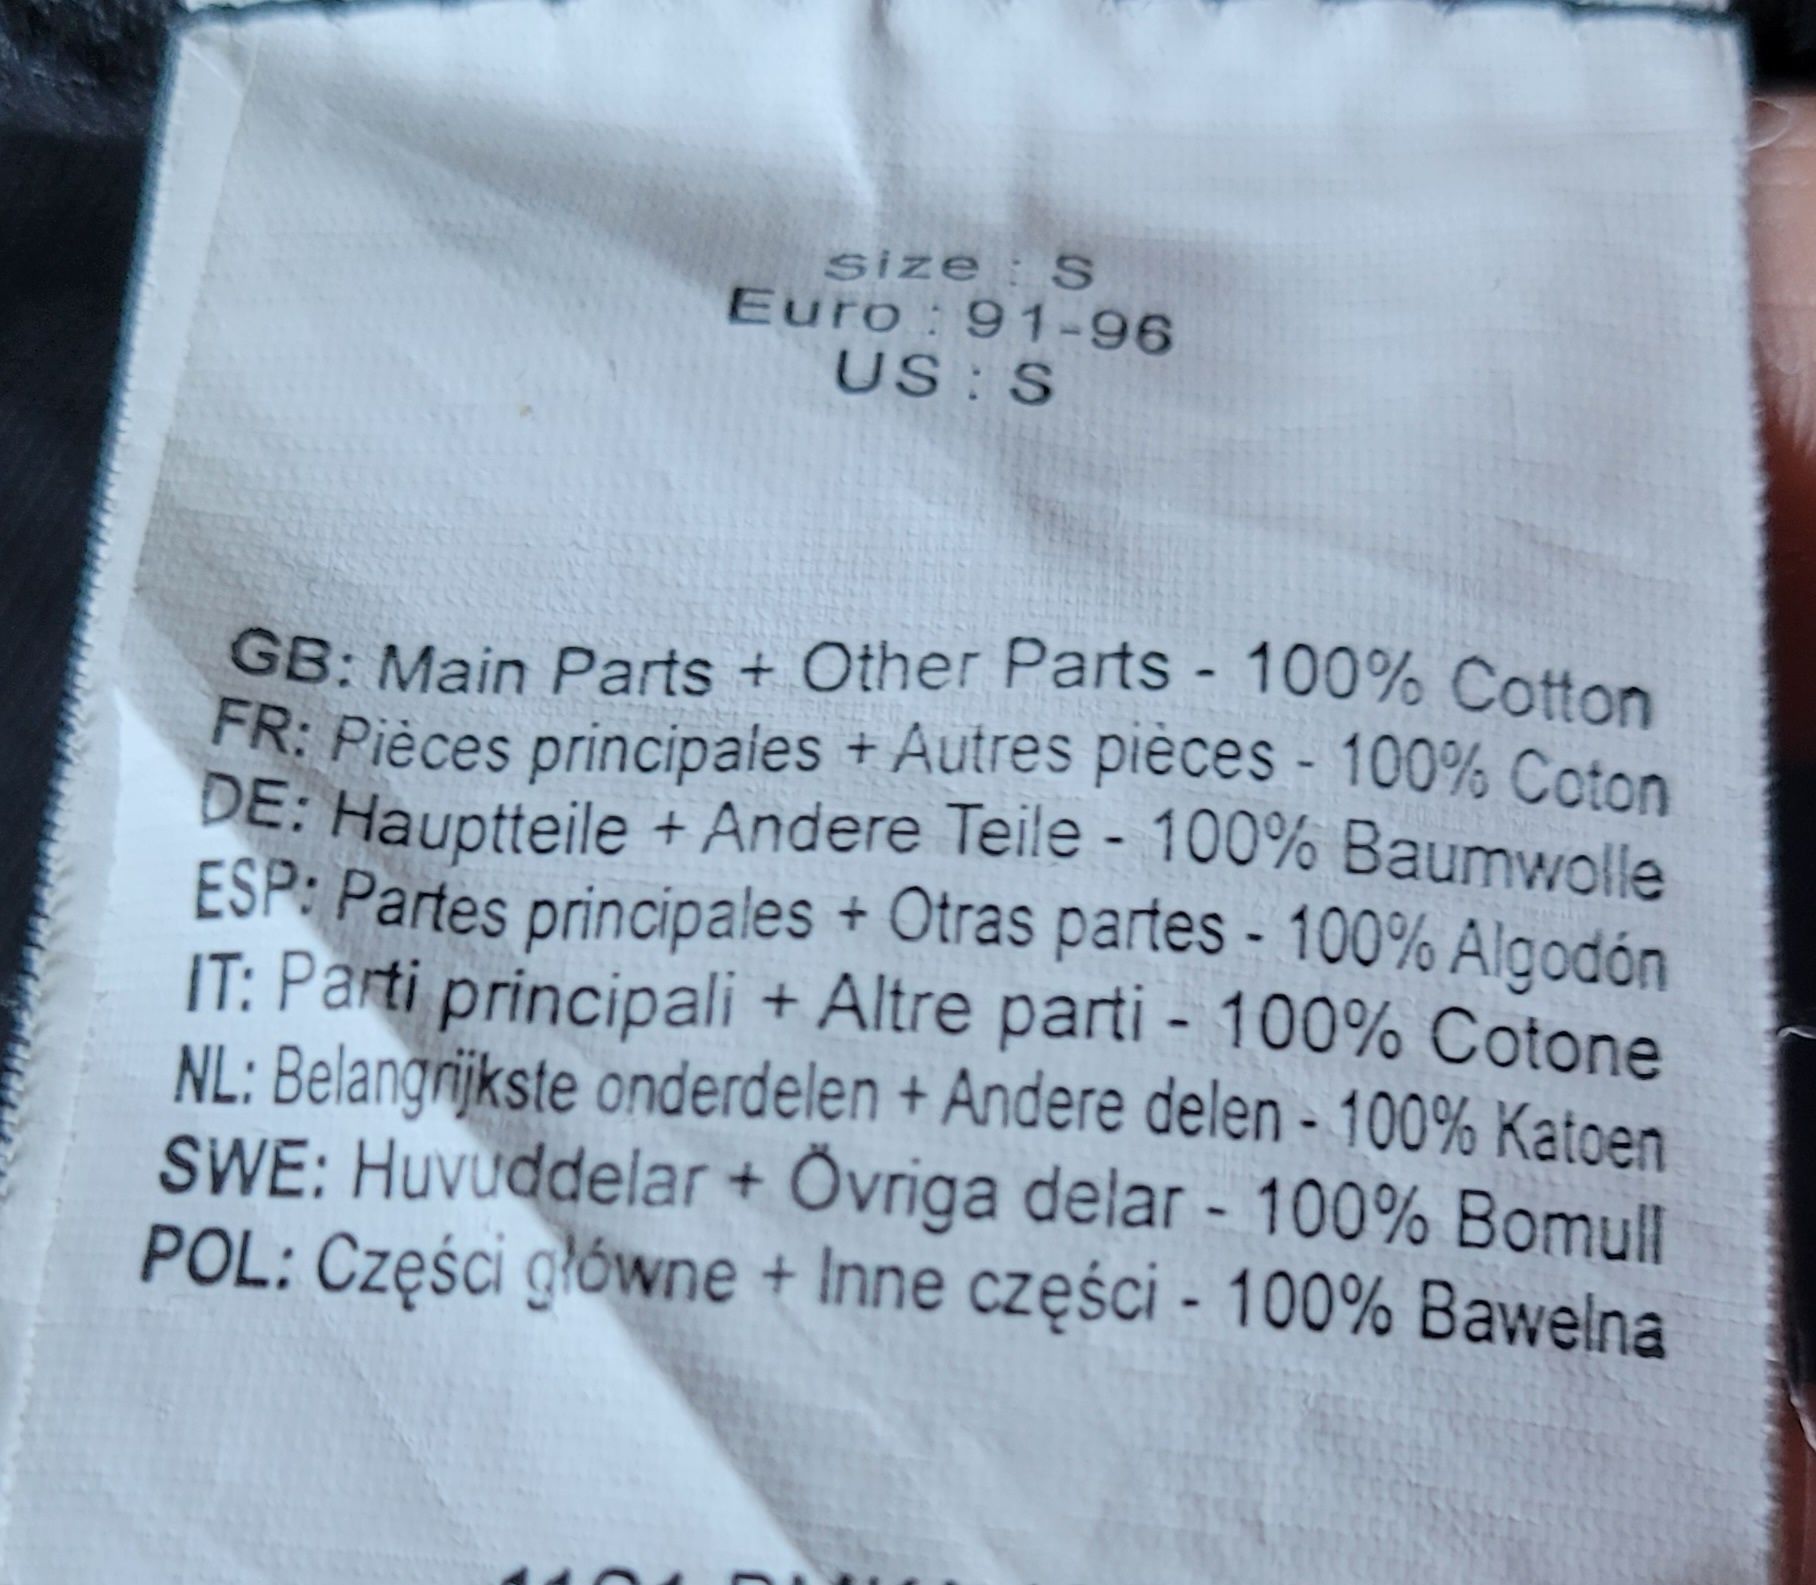 size : S
Euro : 91-96
US : S
GB: Main Parts + Other Parts - 100% Cotton
FR: Pièces principales + Autres pièces - 100% Coton
DE: Hauptteile + Andere Teile - 100% Baumwolle
ESP: Partes principales + Otras partes - 100% Algodón
IT: Parti principali + Altre parti - 100% Cotone
NL: Belangrijkste onderdelen + Andere delen - 100% Katoen
SWE: Huvuddelar + Övriga delar - 100% Bomull
POL: Części główne + Inne części - 100% Bawełna